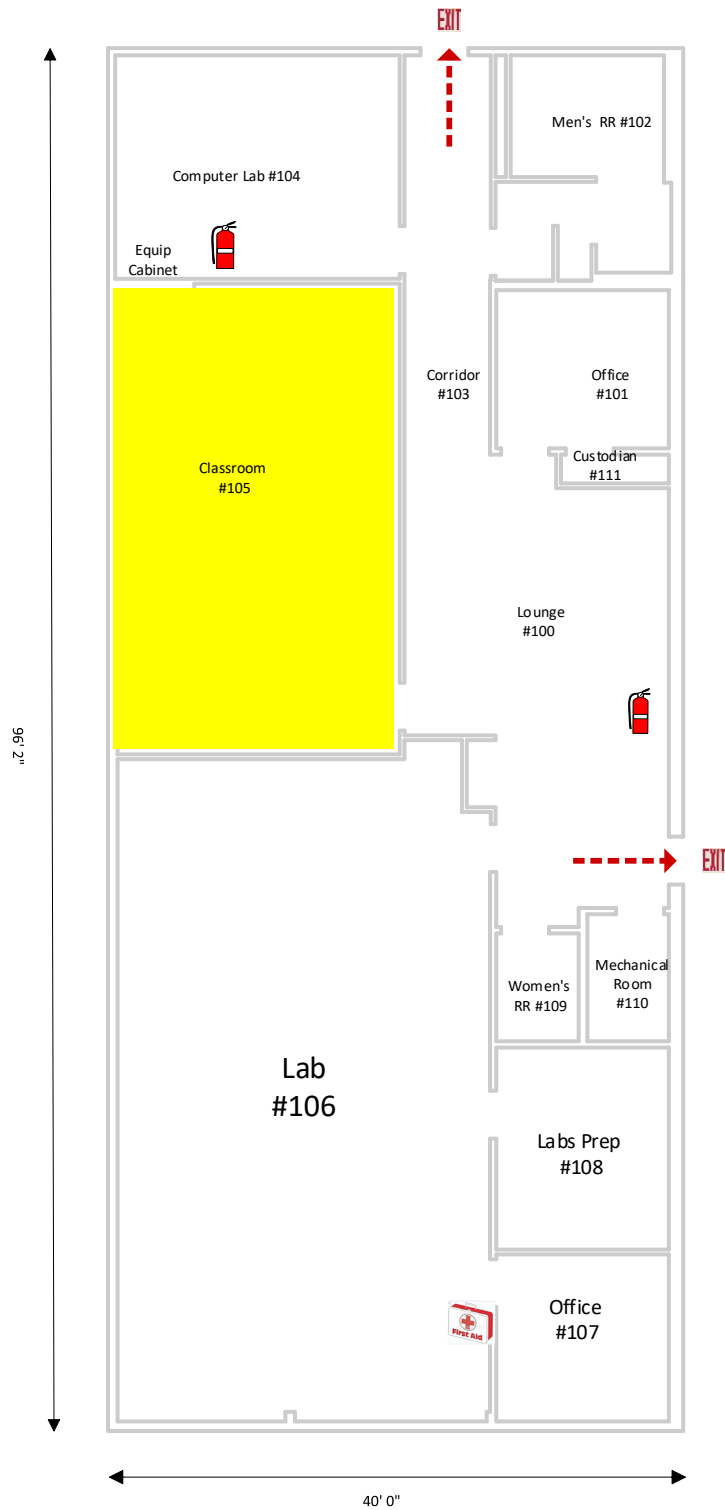 EXIT
Men's RR #102
Computer Lab #104
Equip
Cabinet
Corridor
#103
Office
#101
Custodian
#111
Classroom
#105
Lounge
#100
96' 2"
EXIT
Women's
RR #109
Mechanical
Room
#110
Lab
#106
Labs Prep
#108
Office
#107
First Aid
40' 0"